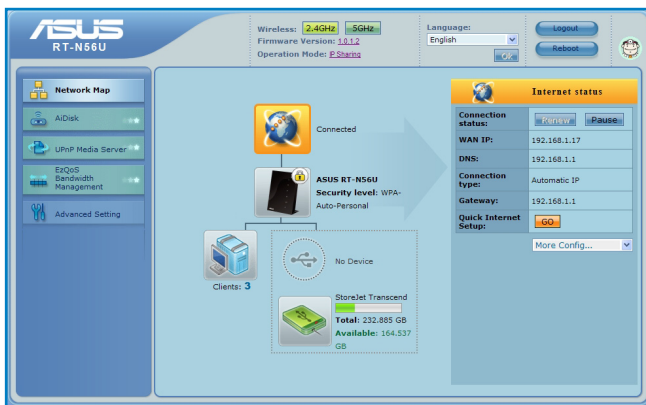 ASUS
RT-N56U
Wireless: 2.4GHz 5GHz
Firmware Version: 1.0.1.2
Operation Mode: IP Sharing
Language:
English
Logout
Reboot
Network Map
AiDisk
UPnP Media Server
EzQoS
Bandwidth
Management
Advanced Setting
Connected
ASUS RT-N56U
Security level: WPA-
Auto-Personal
Clients: 3
No Device
StoreJet Transcend
Total: 232.885 GB
Available: 164.537
GB
Internet status
Connection
status:
Renew Pause
WAN IP: 192.168.1.17
DNS: 192.168.1.1
Connection
type: Automatic IP
Gateway: 192.168.1.1
Quick Internet
Setup: GO
More Config...